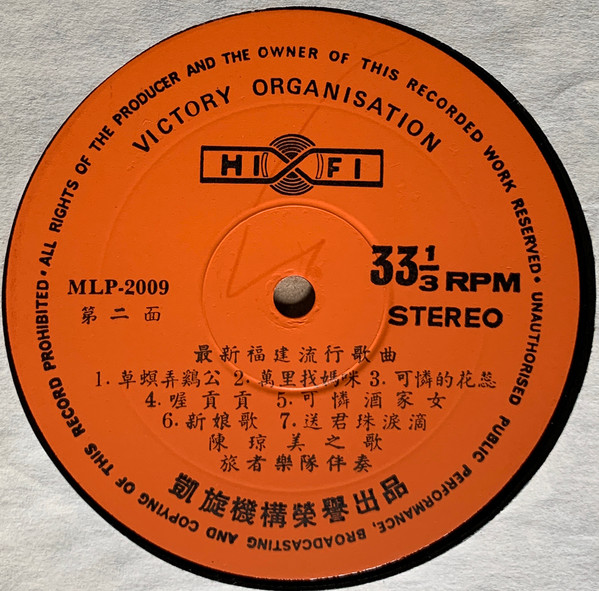 ALL RIGHTS OF THE PRODUCER AND THE OWNER OF THIS RECORDED WORK RESERVED • UNAUTHORISED PUBLIC PERFORMANCE, BROADCASTING AND COPYING OF THIS RECORD PROHIBITED •
VICTORY ORGANISATION
HI FI
MLP-2009
第二面
33 1/3 RPM
STEREO
最新福建流行歌曲
1. 草螟弄鷄公 2. 萬里找媽咪 3. 可憐的花蕊
4. 喔貢貢 5. 可憐酒家女
6. 新娘歌 7. 送君珠淚滴
陳琼美之歌
旅者樂隊伴奏
凱旋機構榮譽出品